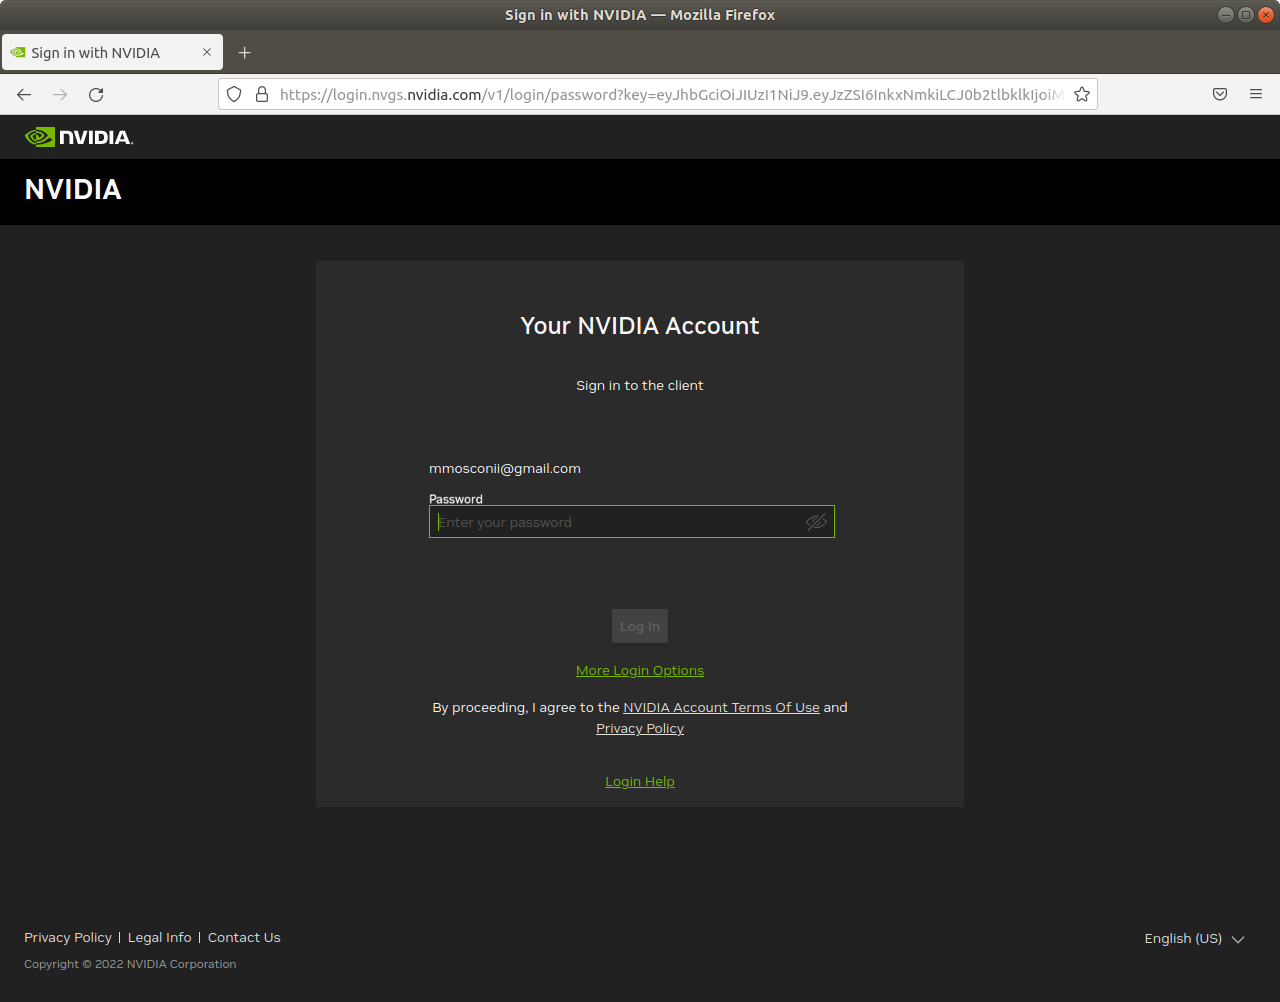 Sign in with NVIDIA — Mozilla Firefox
Sign in with NVIDIA
https://login.nvgs.nvidia.com/v1/login/password?key=eyJhbGciOiJIUzI1NiJ9.eyJzZSI6InkxNmkiLCJ0b2tlbklkIjoiM
NVIDIA.
NVIDIA
Your NVIDIA Account
Sign in to the client
mmosconii@gmail.com
Password
Enter your password
Log In
More Login Options
By proceeding, I agree to the NVIDIA Account Terms Of Use and
Privacy Policy
Login Help
Privacy Policy | Legal Info | Contact Us
English (US)
Copyright © 2022 NVIDIA Corporation